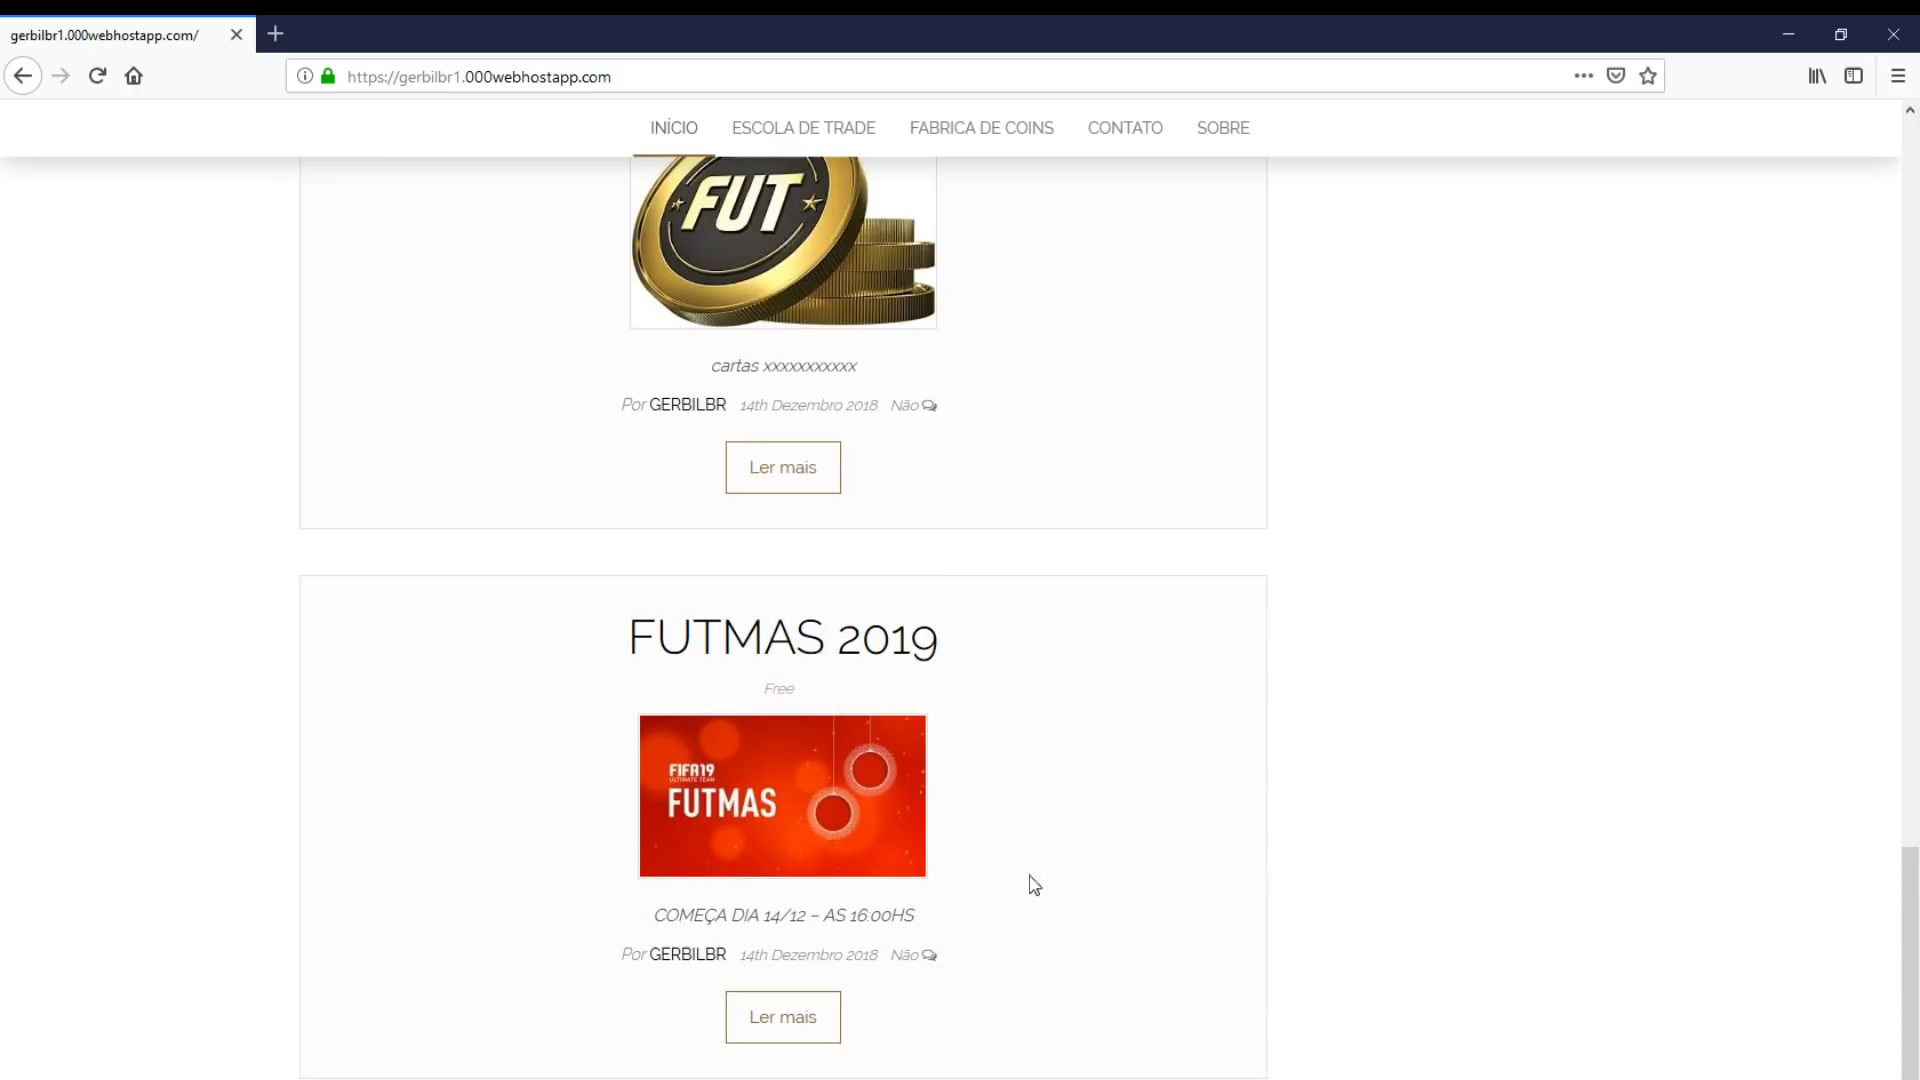 gerbilbr1.000webhostapp.com/
https://gerbilbr1.000webhostapp.com
INÍCIO ESCOLA DE TRADE FABRICA DE COINS CONTATO SOBRE
FUT
cartas xxxxxxxxxxx
Por GERBILBR 14th Dezembro 2018 Não
Ler mais
FUTMAS 2019
Free
FIFA19
ULTIMATE TEAM
FUTMAS
COMEÇA DIA 14/12 – AS 16:00HS
Por GERBILBR 14th Dezembro 2018 Não
Ler mais